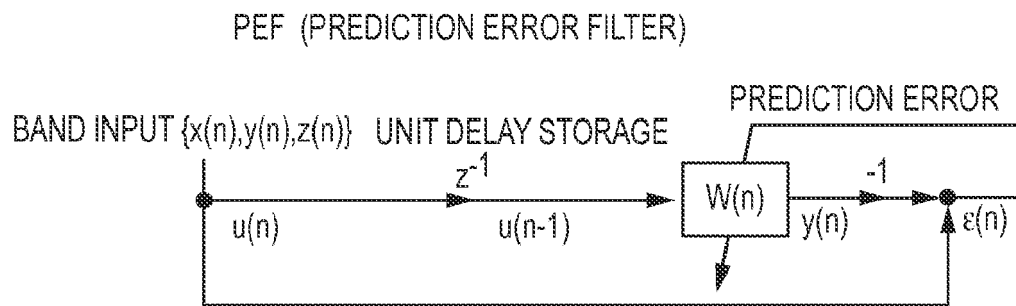 PEF (PREDICTION ERROR FILTER)
PREDICTION ERROR
BAND INPUT {x(n),y(n),z(n)} UNIT DELAY STORAGE
z⁻¹
W(n)
-1
u(n)
u(n-1)
y(n)
ε(n)